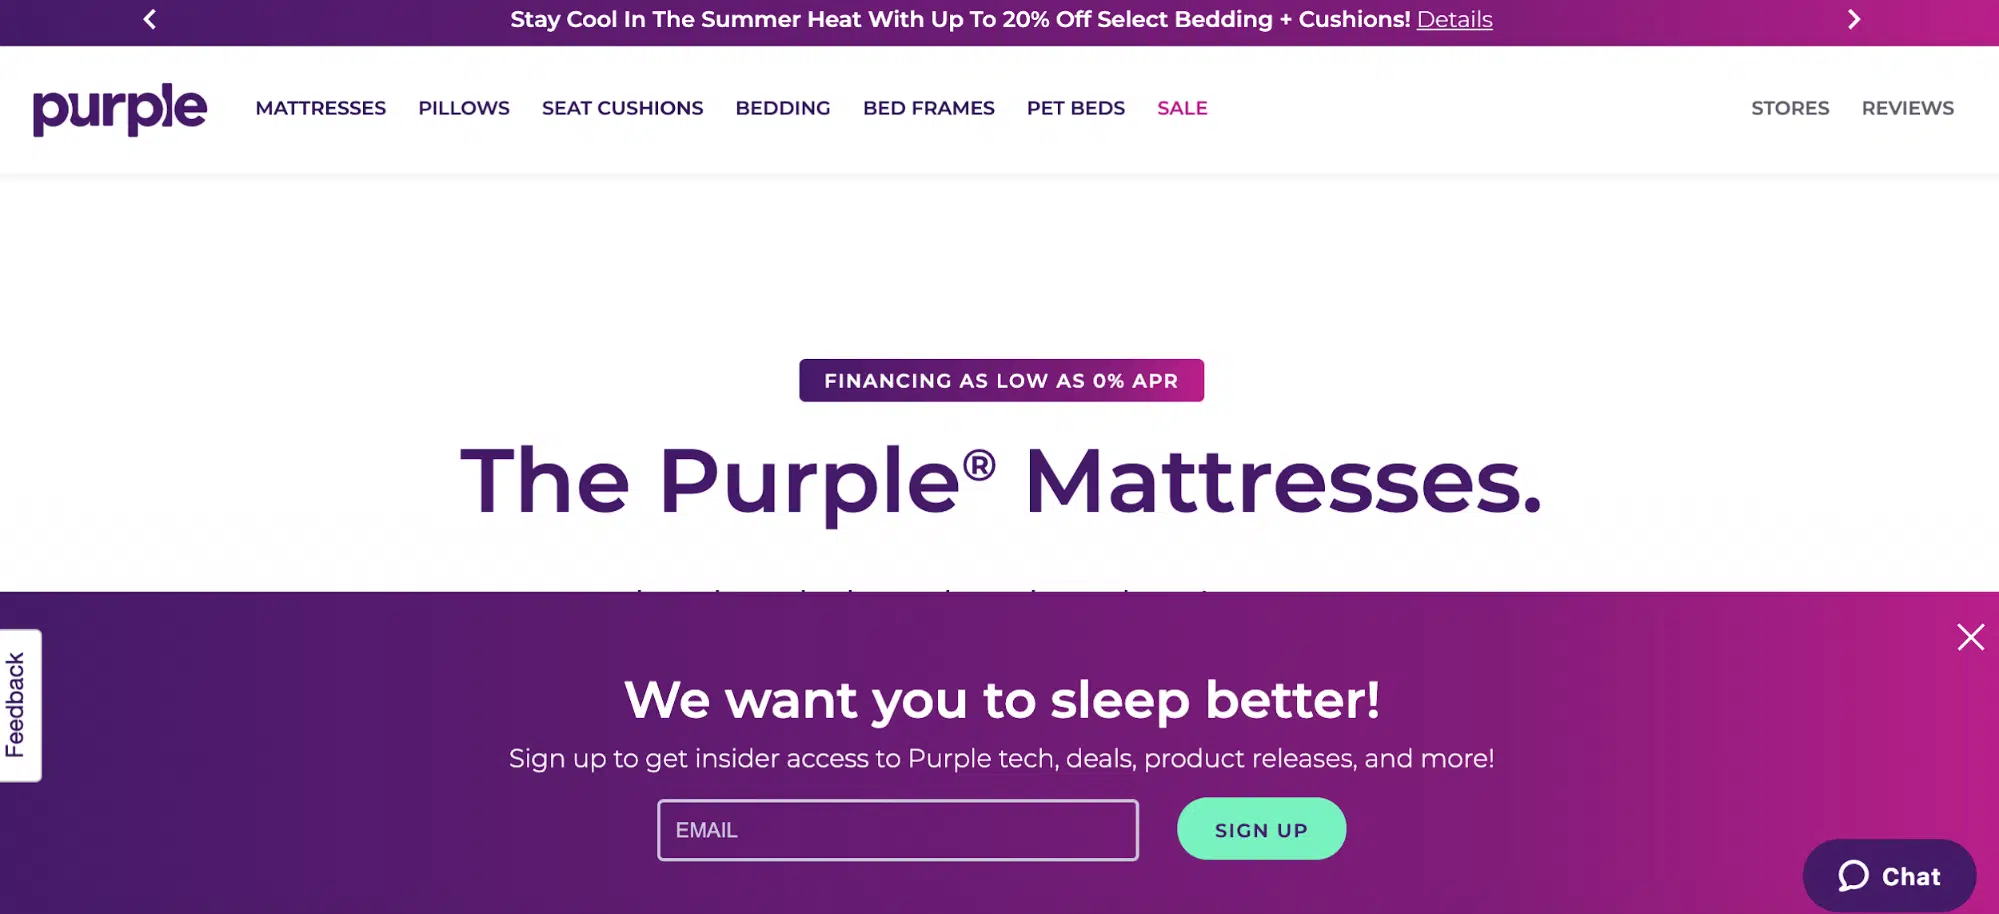 Stay Cool In The Summer Heat With Up To 20% Off Select Bedding + Cushions! Details
purple MATTRESSES PILLOWS SEAT CUSHIONS BEDDING BED FRAMES PET BEDS SALE STORES REVIEWS
FINANCING AS LOW AS 0% APR
The Purple® Mattresses.
Feedback
We want you to sleep better!
Sign up to get insider access to Purple tech, deals, product releases, and more!
EMAIL SIGN UP
Chat